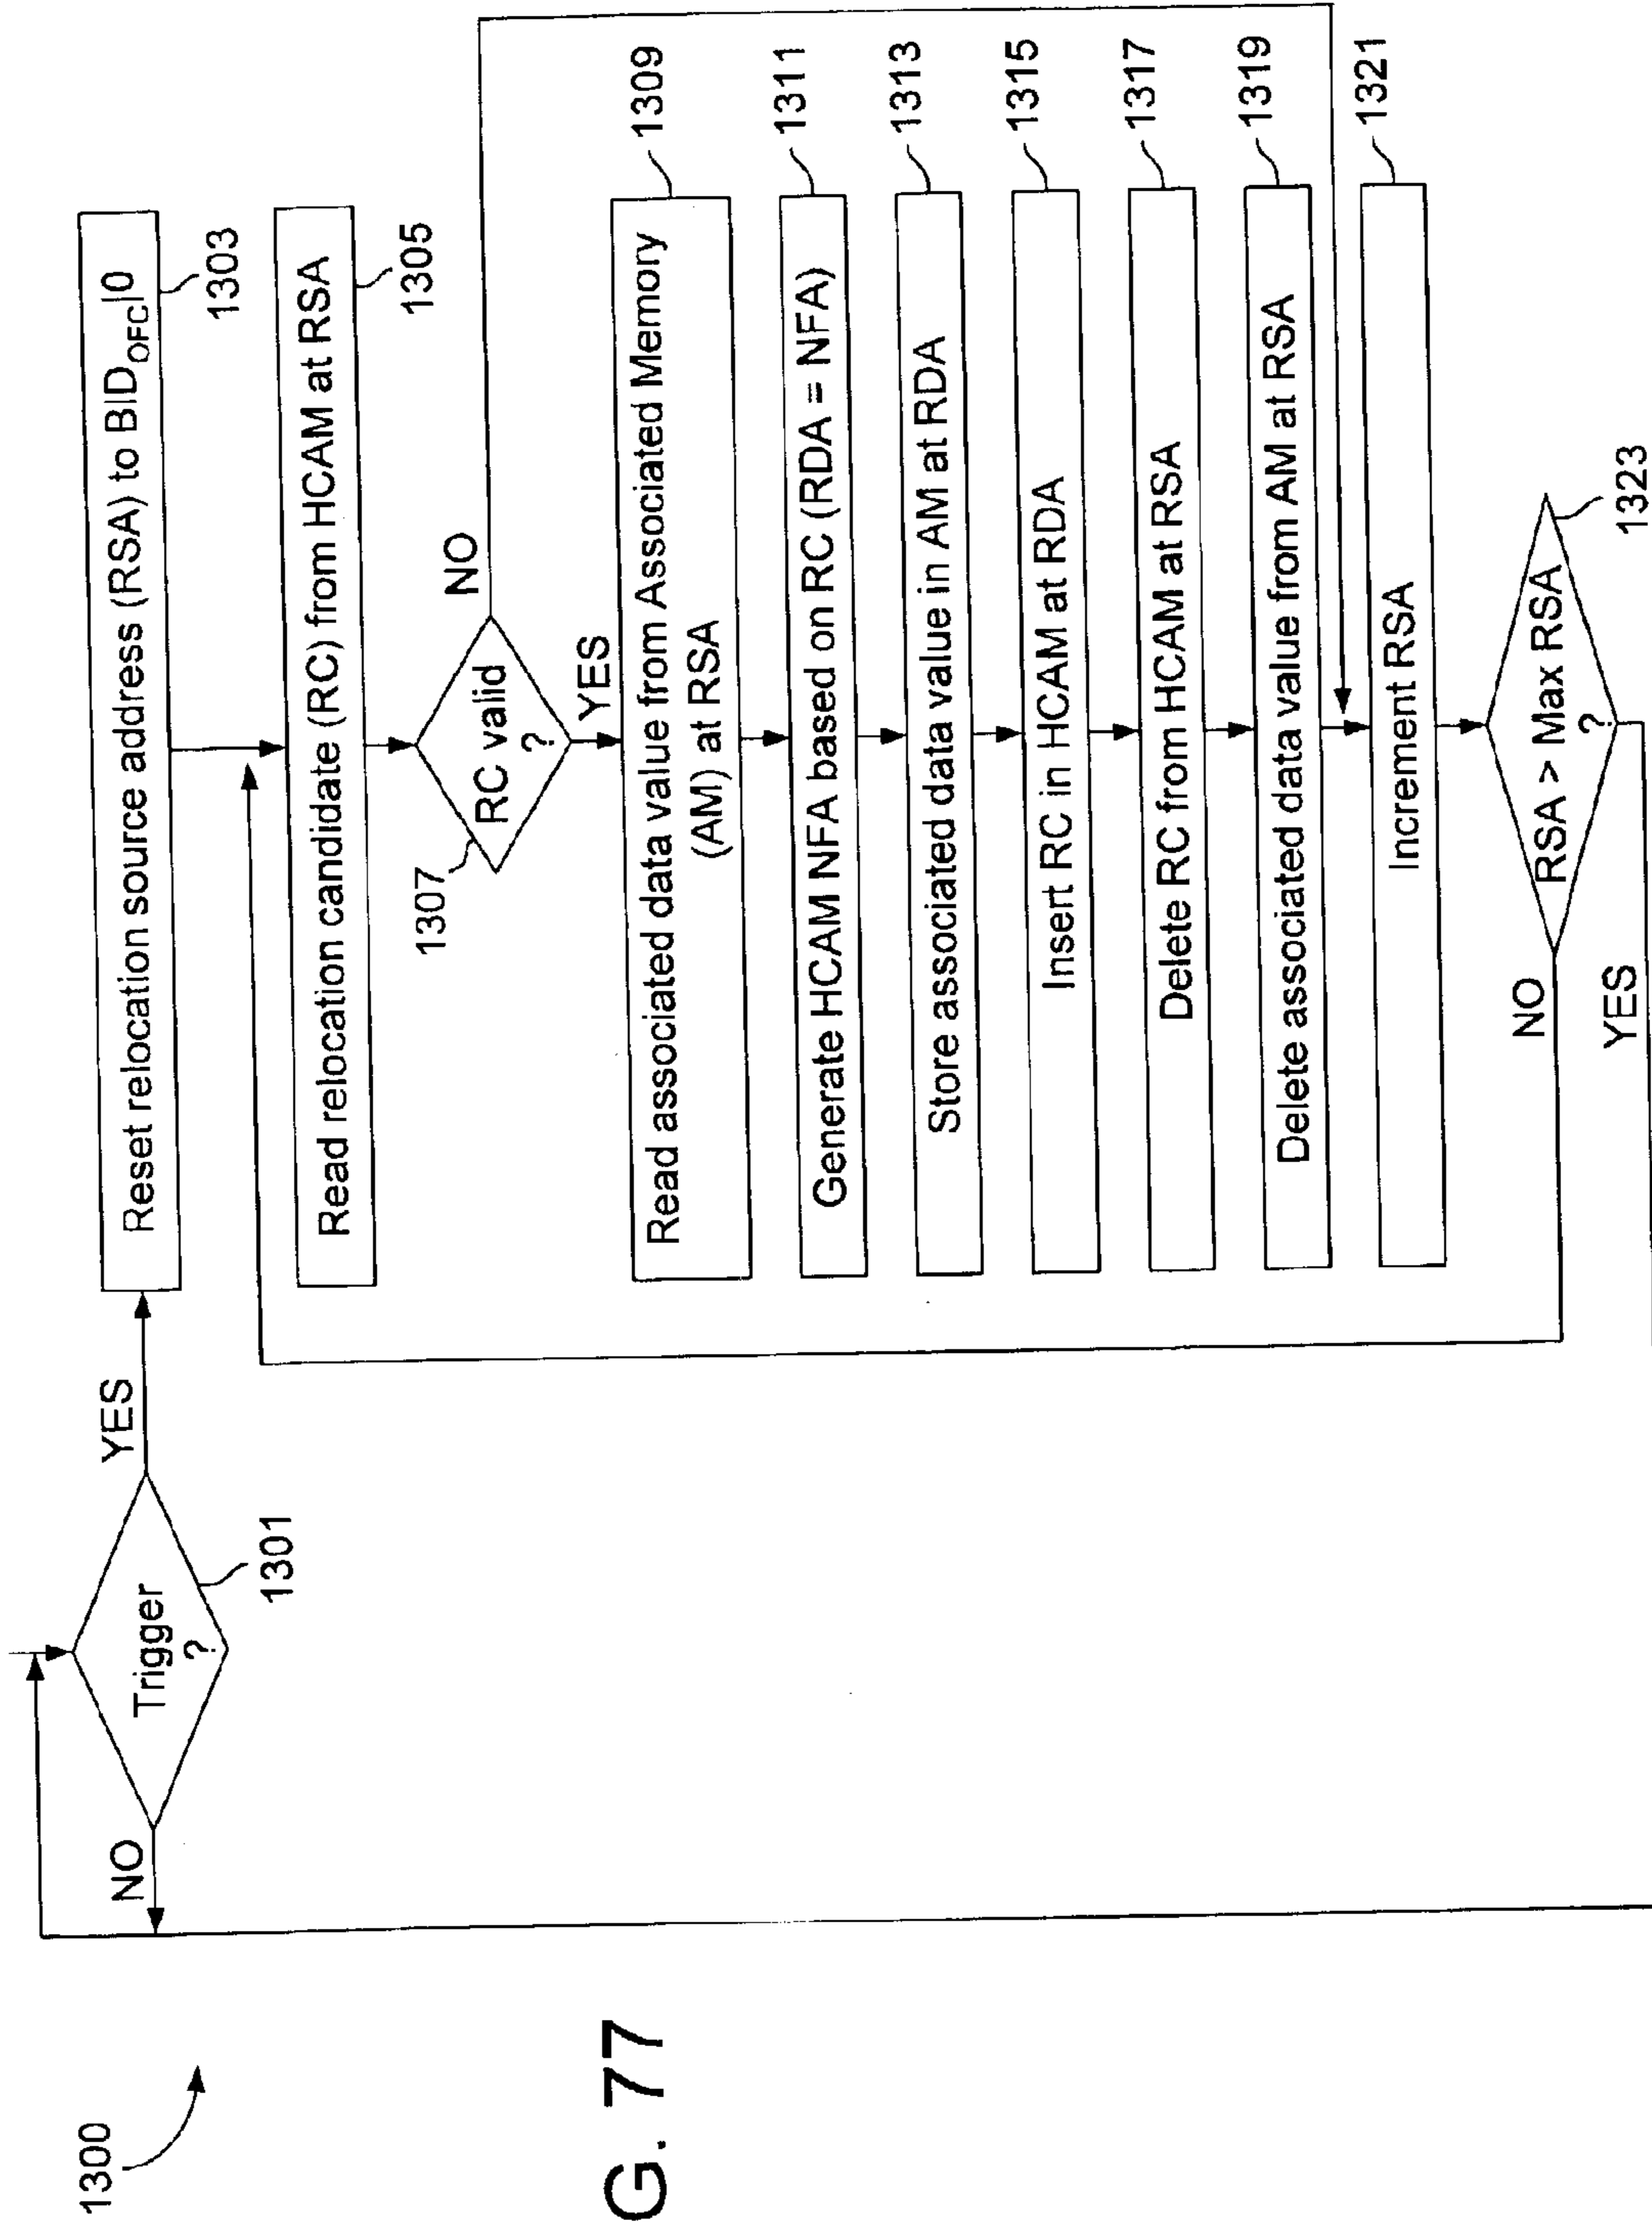 1300
Trigger
?
1301
NO
YES
Reset relocation source address (RSA) to BID_OFC|0
1303
Read relocation candidate (RC) from HCAM at RSA
1305
RC valid
?
1307
NO
YES
Read associated data value from Associated Memory
(AM) at RSA
1309
Generate HCAM NFA based on RC (RDA = NFA)
1311
Store associated data value in AM at RDA
1313
Insert RC in HCAM at RDA
1315
Delete RC from HCAM at RSA
1317
Delete associated data value from AM at RSA
1319
Increment RSA
1321
RSA > Max RSA
?
1323
NO
YES
G. 77